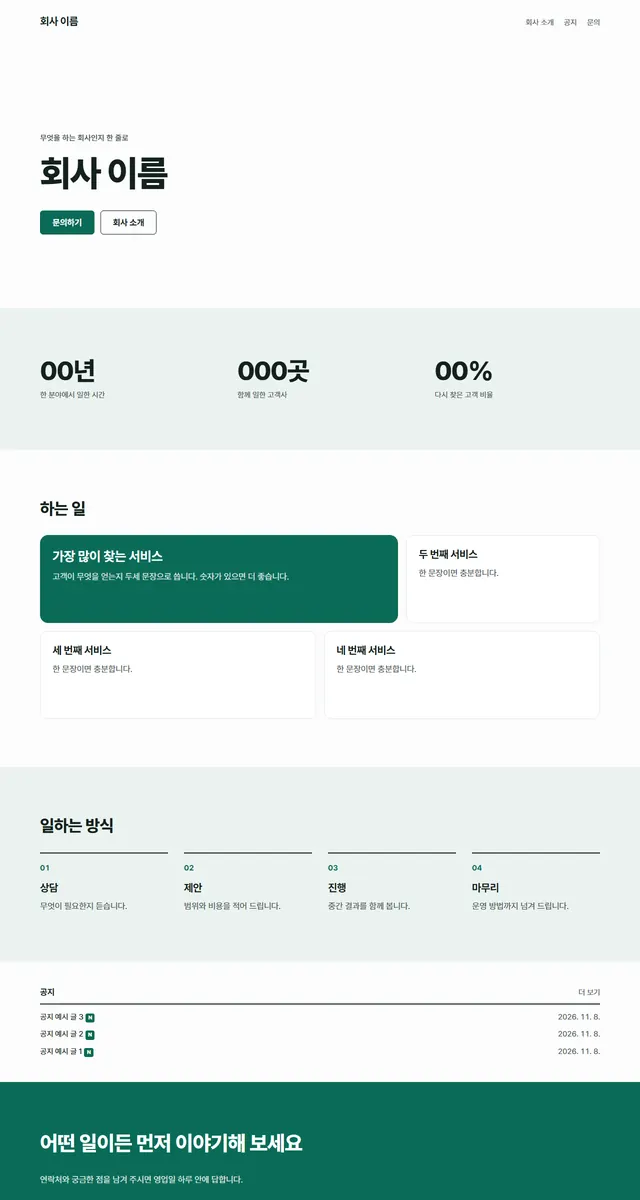 회사 이름
회사 소개 공지 문의
무엇을 하는 회사인지 한 줄로
회사 이름
문의하기 회사 소개
00년 000곳 00%
한 분야에서 일한 시간 함께 일한 고객사 다시 찾은 고객 비율
하는 일
가장 많이 찾는 서비스
고객이 무엇을 얻는지 두세 문장으로 씁니다. 숫자가 있으면 더 좋습니다.
두 번째 서비스
한 문장이면 충분합니다.
세 번째 서비스
한 문장이면 충분합니다.
네 번째 서비스
한 문장이면 충분합니다.
일하는 방식
01
상담
무엇이 필요한지 듣습니다.
02
제안
범위와 비용을 적어 드립니다.
03
진행
중간 결과를 함께 봅니다.
04
마무리
운영 방법까지 넘겨 드립니다.
공지 더 보기
공지 예시 글 3 N 2026. 11. 8.
공지 예시 글 2 N 2026. 11. 8.
공지 예시 글 1 N 2026. 11. 8.
어떤 일이든 먼저 이야기해 보세요
연락처와 궁금한 점을 남겨 주시면 영업일 하루 안에 답합니다.